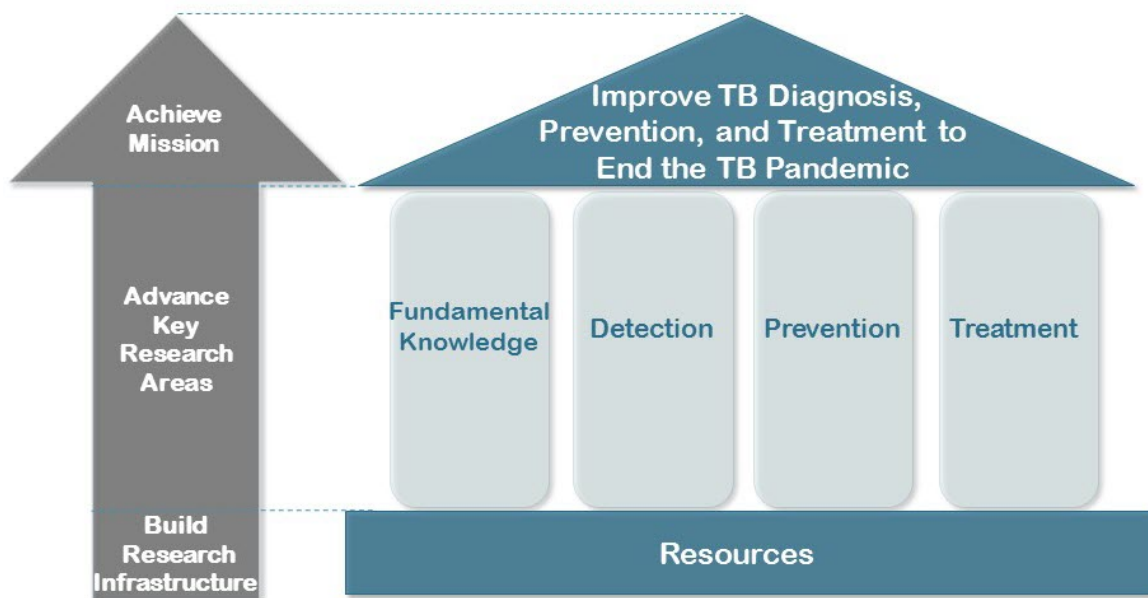 Achieve
Mission
Improve TB Diagnosis,
Prevention, and Treatment to
End the TB Pandemic
Advance
Key
Research
Areas
Fundamental
Knowledge
Detection
Prevention
Treatment
Build
Research
Infrastructure
Resources